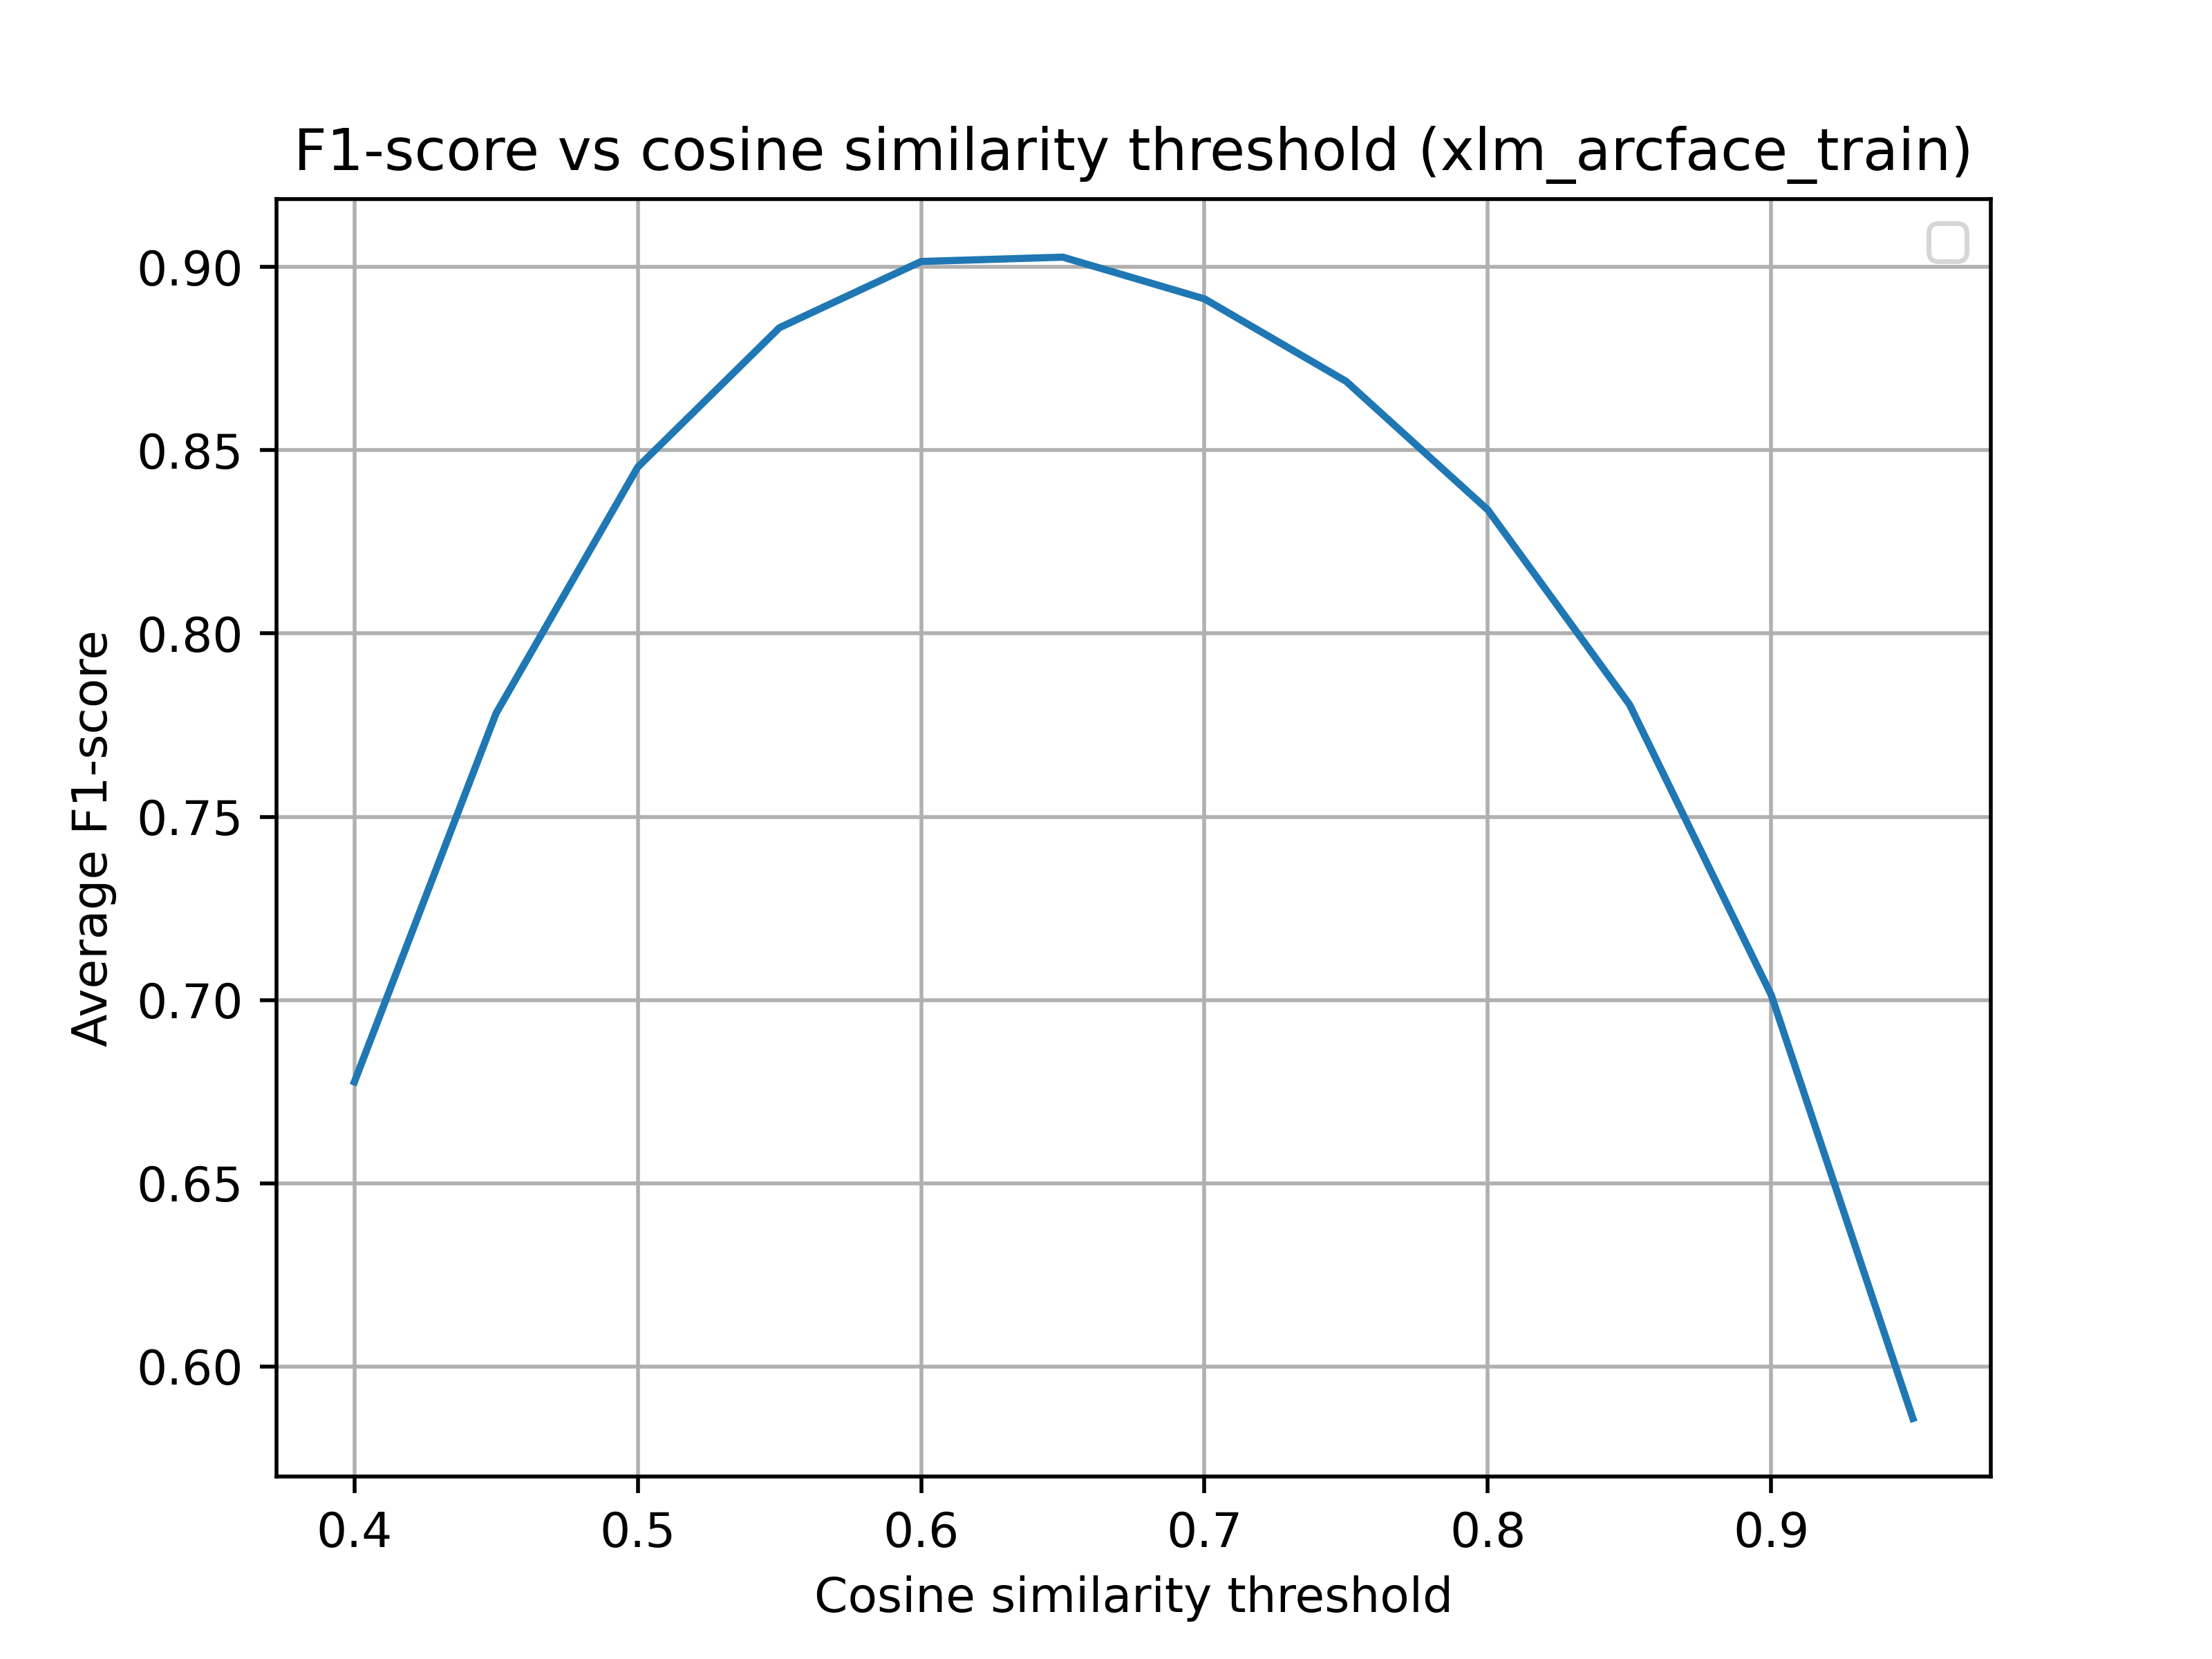 F1-score vs cosine similarity threshold (xlm_arcface_train)
Average F1-score
0.90
0.85
0.80
0.75
0.70
0.65
0.60
0.4 0.5 0.6 0.7 0.8 0.9
Cosine similarity threshold